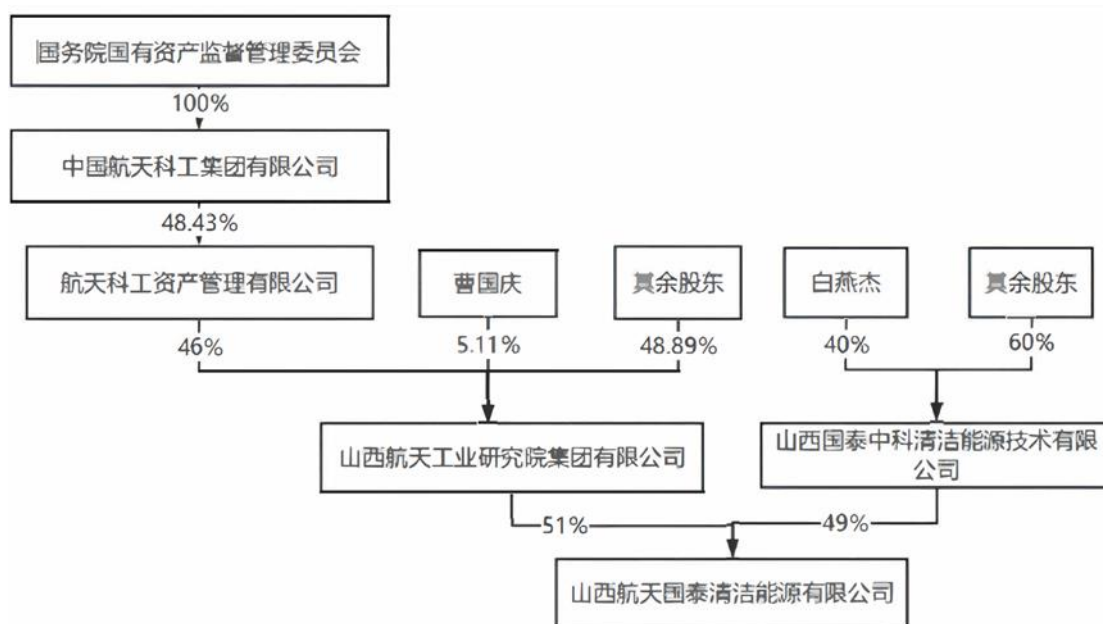 国务院国有资产监督管理委员会
100%
中国航天科工集团有限公司
48.43%
航天科工资产管理有限公司
曹国庆
其余股东
白燕杰
其余股东
46%
5.11%
48.89%
40%
60%
山西航天工业研究院集团有限公司
山西国泰中科清洁能源技术有限
公司
51%
49%
山西航天国泰清洁能源有限公司